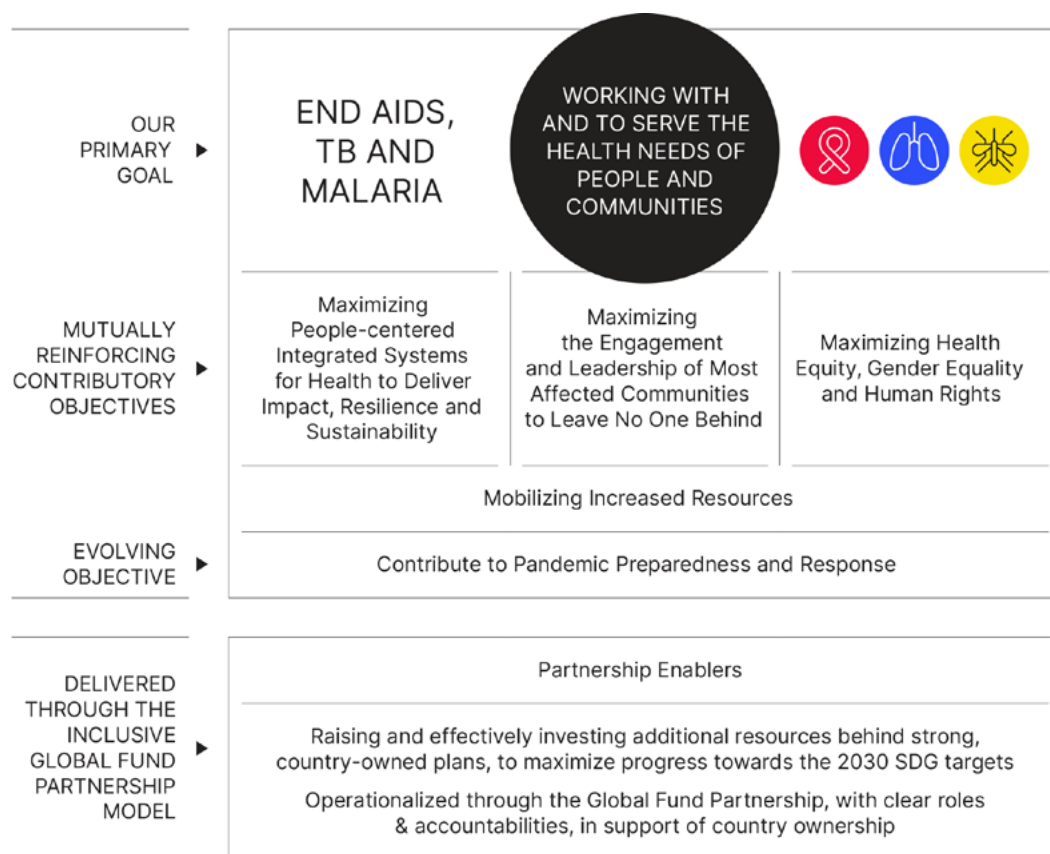 OUR
PRIMARY
GOAL
END AIDS,
TB AND
MALARIA
WORKING WITH
AND TO SERVE THE
HEALTH NEEDS OF
PEOPLE AND
COMMUNITIES
MUTUALLY
REINFORCING
CONTRIBUTORY
OBJECTIVES
Maximizing
People-centered
Integrated Systems
for Health to Deliver
Impact, Resilience and
Sustainability
Maximizing
the Engagement
and Leadership of Most
Affected Communities
to Leave No One Behind
Maximizing Health
Equity, Gender Equality
and Human Rights
Mobilizing Increased Resources
EVOLVING
OBJECTIVE
Contribute to Pandemic Preparedness and Response
DELIVERED
THROUGH THE
INCLUSIVE
GLOBAL FUND
PARTNERSHIP
MODEL
Partnership Enablers
Raising and effectively investing additional resources behind strong,
country-owned plans, to maximize progress towards the 2030 SDG targets
Operationalized through the Global Fund Partnership, with clear roles
& accountabilities, in support of country ownership